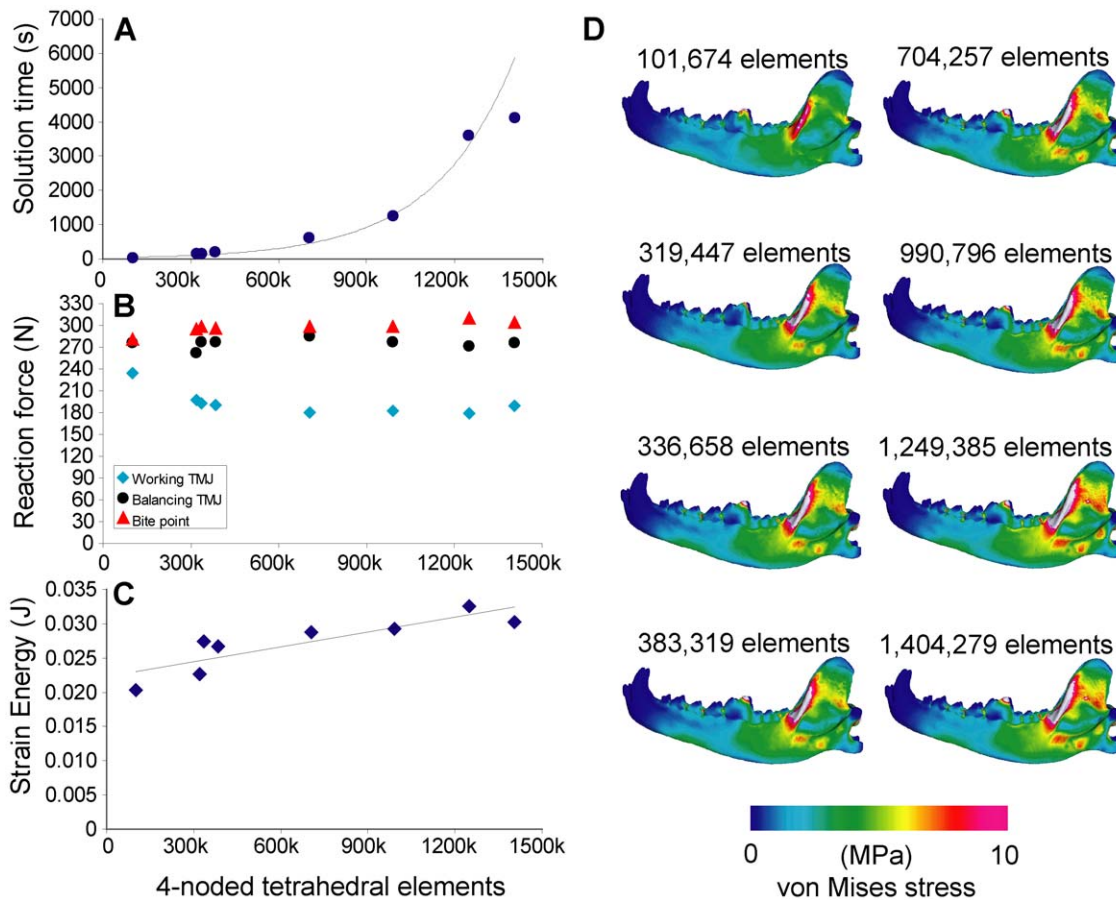 A
Solution time (s)
7000
6000
5000
4000
3000
2000
1000
0
0 300k 600k 900k 1200k 1500k
B
Reaction force (N)
330
300
270
240
210
180
150
120
90
60
30
0
Working TMJ
Balancing TMJ
Bite point
0 300k 600k 900k 1200k 1500k
C
Strain Energy (J)
0.035
0.030
0.025
0.020
0.015
0.010
0.005
0
0 300k 600k 900k 1200k 1500k
4-noded tetrahedral elements
D
101,674 elements
704,257 elements
319,447 elements
990,796 elements
336,658 elements
1,249,385 elements
383,319 elements
1,404,279 elements
0 (MPa) 10
von Mises stress